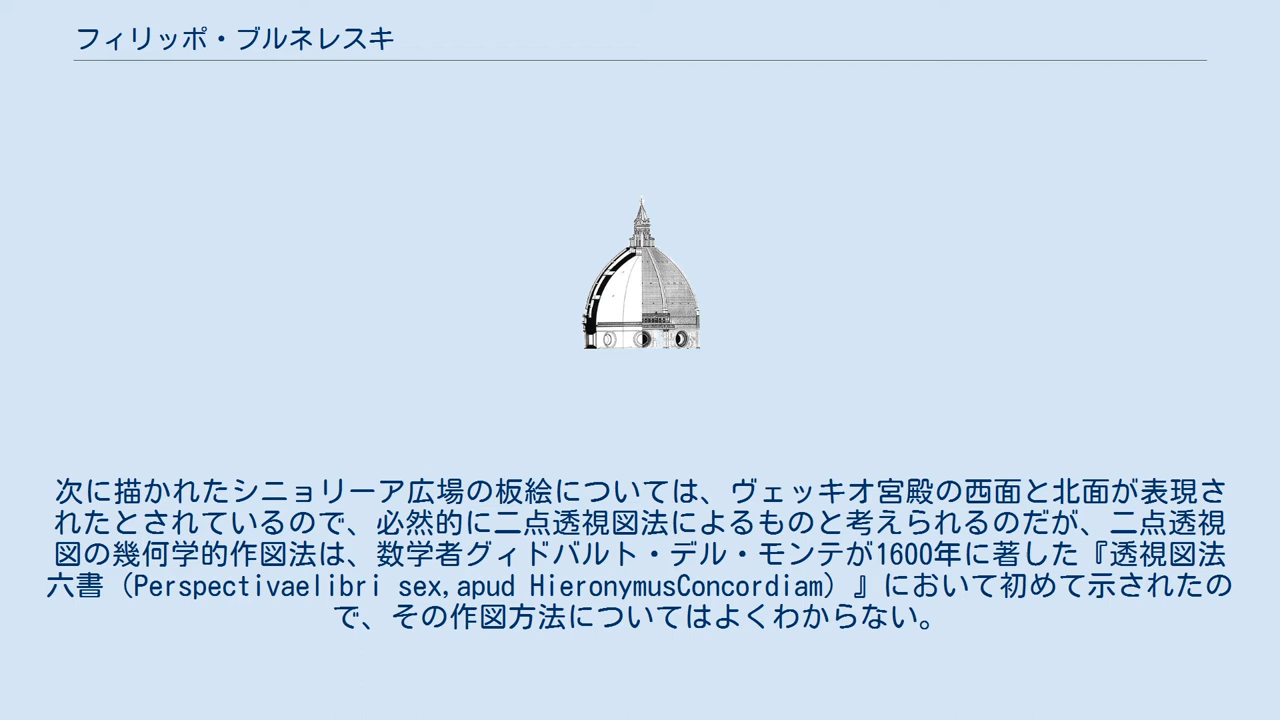 フィリッポ・ブルネレスキ
次に描かれたシニョリーア広場の板絵については、ヴェッキオ宮殿の西面と北面が表現さ
れたとされているので、必然的に二点透視図法によるものと考えられるのだが、二点透視
図の幾何学的作図法は、数学者グィドバルト・デル・モンテが1600年に著した『透視図法
六書（Perspectivaelibri sex,apud HieronymusConcordiam）』において初めて示されたの
で、その作図方法についてはよくわからない。